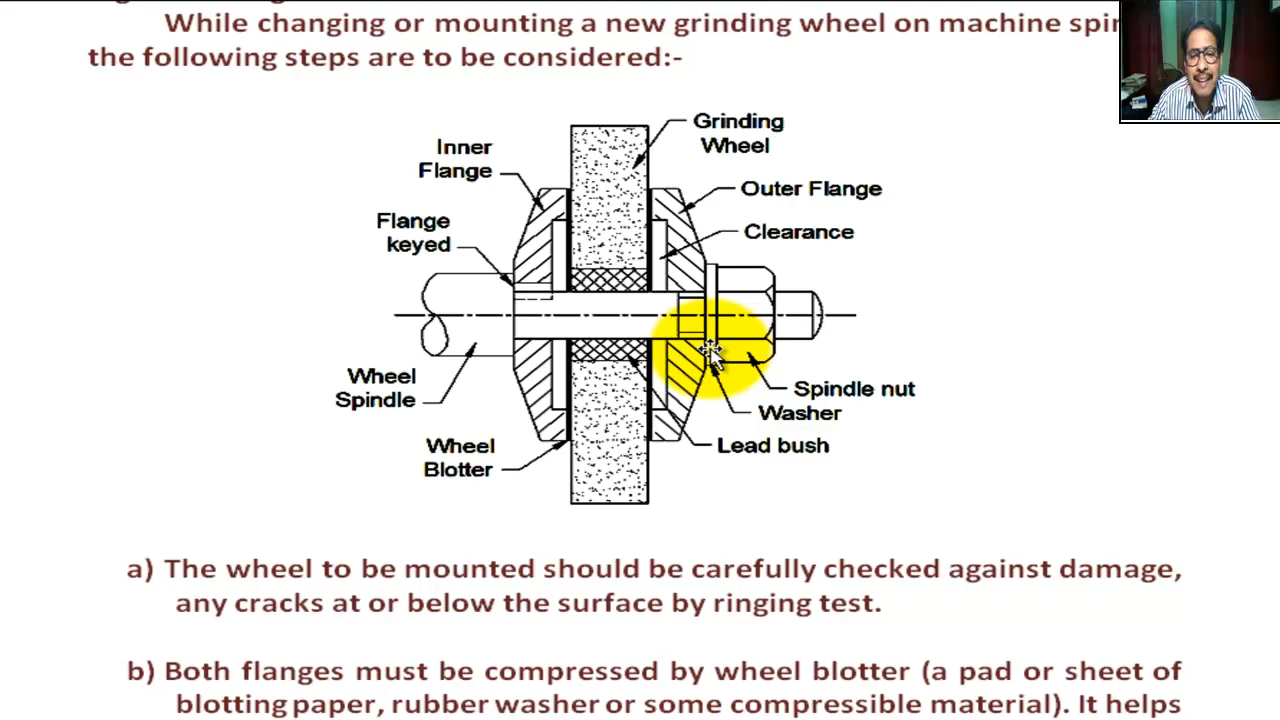 While changing or mounting a new grinding wheel on machine
the following steps are to be considered:-
Grinding
Wheel
Inner
Flange
Outer Flange
Flange
keyed
Clearance
Wheel
Spindle
Spindle nut
Washer
Wheel
Blotter
Lead bush
a) The wheel to be mounted should be carefully checked against damage,
any cracks at or below the surface by ringing test.
b) Both flanges must be compressed by wheel blotter (a pad or sheet of
blotting paper, rubber washer or some compressible material). It helps